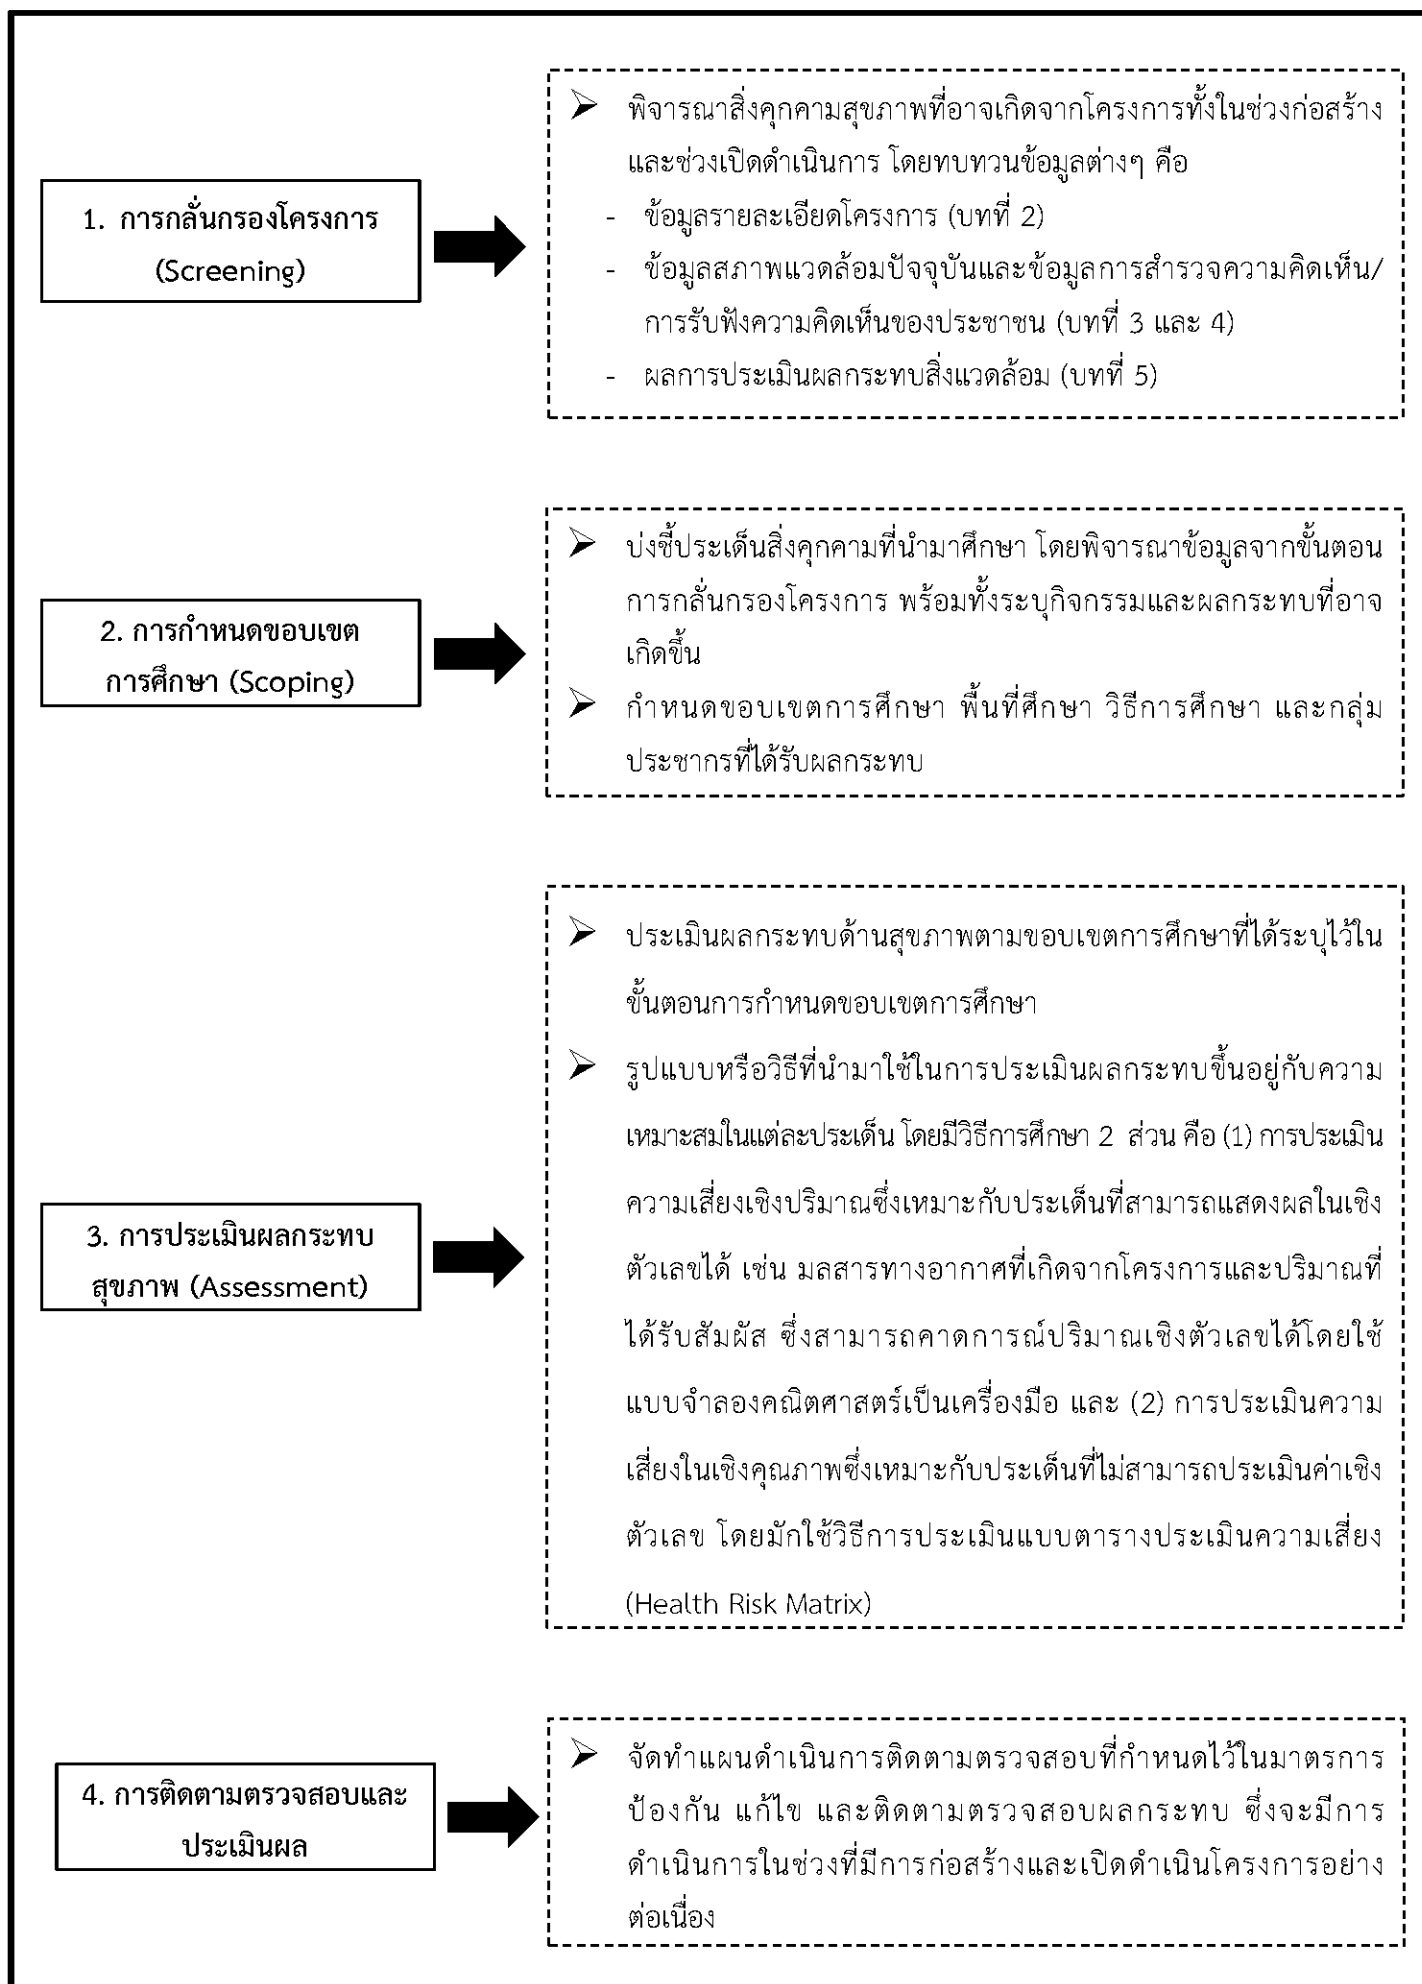 1. การกลั่นกรองโครงการ
(Screening)
➢ พิจารณาสิ่งคุกคามสุขภาพที่อาจเกิดจากโครงการทั้งในช่วงก่อสร้าง
และช่วงเปิดดำเนินการ โดยทบทวนข้อมูลต่างๆ คือ
- ข้อมูลรายละเอียดโครงการ (บทที่ 2)
- ข้อมูลสภาพแวดล้อมปัจจุบันและข้อมูลการสำรวจความคิดเห็น/
การรับฟังความคิดเห็นของประชาชน (บทที่ 3 และ 4)
- ผลการประเมินผลกระทบสิ่งแวดล้อม (บทที่ 5)
2. การกำหนดขอบเขต
การศึกษา (Scoping)
➢ บ่งชี้ประเด็นสิ่งคุกคามที่นำมาศึกษา โดยพิจารณาข้อมูลจากขั้นตอน
การกลั่นกรองโครงการ พร้อมทั้งระบุกิจกรรมและผลกระทบที่อาจ
เกิดขึ้น
➢ กำหนดขอบเขตการศึกษา พื้นที่ศึกษา วิธีการศึกษา และกลุ่ม
ประชากรที่ได้รับผลกระทบ
3. การประเมินผลกระทบ
สุขภาพ (Assessment)
➢ ประเมินผลกระทบด้านสุขภาพตามขอบเขตการศึกษาที่ได้ระบุไว้ใน
ขั้นตอนการกำหนดขอบเขตการศึกษา
➢ รูปแบบหรือวิธีที่นำมาใช้ในการประเมินผลกระทบขึ้นอยู่กับความ
เหมาะสมในแต่ละประเด็น โดยมีวิธีการศึกษา 2 ส่วน คือ (1) การประเมิน
ความเสี่ยงเชิงปริมาณซึ่งเหมาะกับประเด็นที่สามารถแสดงผลในเชิง
ตัวเลขได้ เช่น มลสารทางอากาศที่เกิดจากโครงการและปริมาณที่
ได้รับสัมผัส ซึ่งสามารถคาดการณ์ปริมาณเชิงตัวเลขได้โดยใช้
แบบจำลองคณิตศาสตร์เป็นเครื่องมือ และ (2) การประเมินความ
เสี่ยงในเชิงคุณภาพซึ่งเหมาะกับประเด็นที่ไม่สามารถประเมินค่าเชิง
ตัวเลข โดยมักใช้วิธีการประเมินแบบตารางประเมินความเสี่ยง
(Health Risk Matrix)
4. การติดตามตรวจสอบและ
ประเมินผล
➢ จัดทำแผนดำเนินการติดตามตรวจสอบที่กำหนดไว้ในมาตรการ
ป้องกัน แก้ไข และติดตามตรวจสอบผลกระทบ ซึ่งจะมีการ
ดำเนินการในช่วงที่มีการก่อสร้างและเปิดดำเนินโครงการอย่าง
ต่อเนื่อง